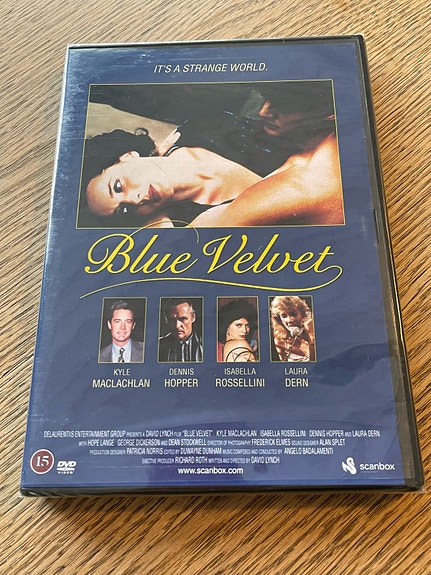 IT'S A STRANGE WORLD.
Blue Velvet
KYLE MACLACHLAN
DENNIS HOPPER
ISABELLA ROSSELLINI
LAURA DERN
DELAURENTIIS ENTERTAINMENT GROUP PRESENTS A DAVID LYNCH FILM "BLUE VELVET" KYLE MACLACHLAN ISABELLA ROSSELLINI DENNIS HOPPER AND LAURA DERN
WITH HOPE LANGE GEORGE DICKERSON AND DEAN STOCKWELL DIRECTOR OF PHOTOGRAPHY FREDERICK ELMES SOUND DESIGNER ALAN SPLET
PRODUCTION DESIGNER PATRICIA NORRIS EDITED BY DUWAYNE DUNHAM MUSIC COMPOSED AND CONDUCTED BY ANGELO BADALAMENTI
EXECTIVE PRODUCER RICHARD ROTH WRITTEN AND DIRECTED BY DAVID LYNCH
15
DVD
VIDEO
www.scanbox.com
scanbox